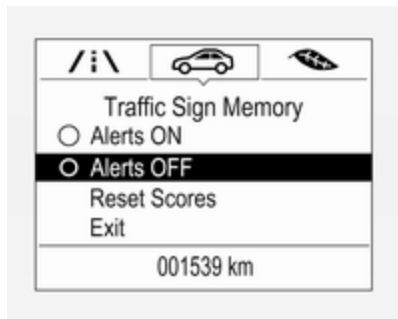 Traffic Sign Memory
Alerts ON
Alerts OFF
Reset Scores
Exit
001539 km